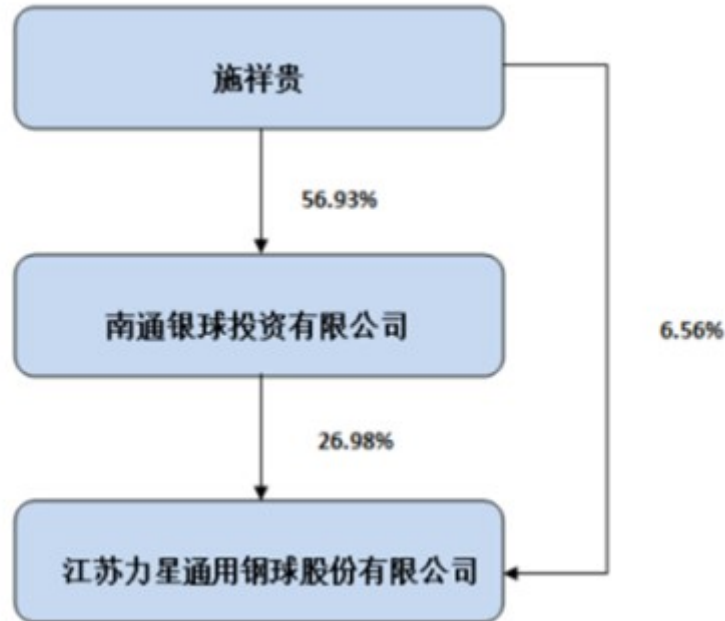 施祥贵
56.93%
南通银球投资有限公司
6.56%
26.98%
江苏力星通用钢球股份有限公司